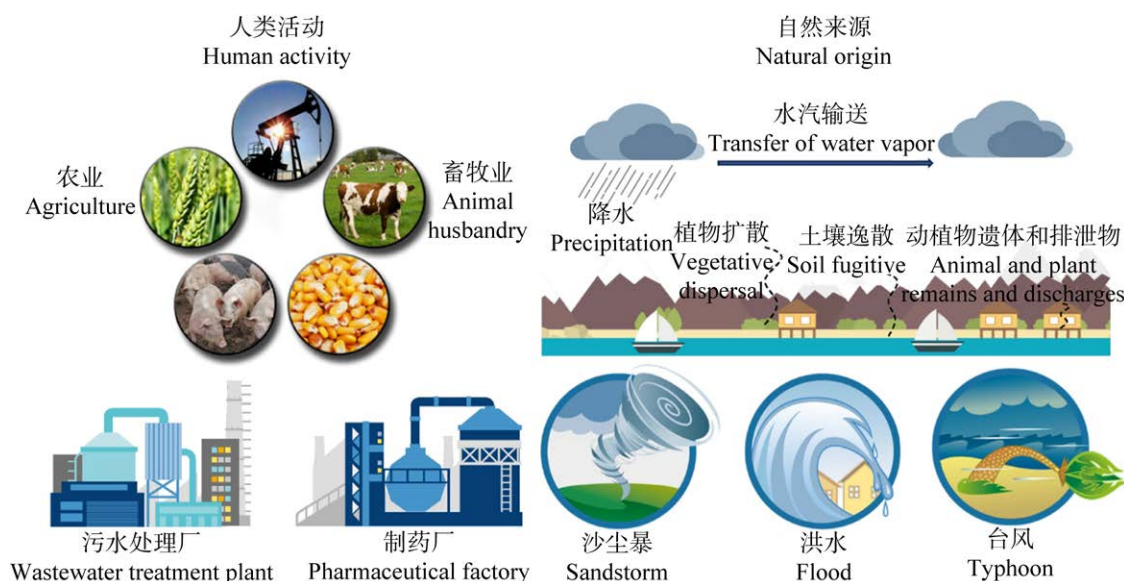 人类活动
Human activity
农业
Agriculture
畜牧业
Animal
husbandry
污水处理厂
Wastewater treatment plant
制药厂
Pharmaceutical factory
自然来源
Natural origin
水汽输送
Transfer of water vapor
降水
Precipitation
植物扩散
Vegetative
dispersal
土壤逸散
Soil fugitive
动植物遗体和排泄物
Animal and plant
remains and discharges
沙尘暴
Sandstorm
洪水
Flood
台风
Typhoon